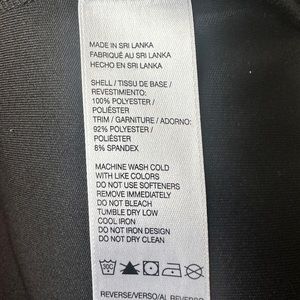 MADE IN SRI LANKA
FABRIQUÉ AU SRI LANKA
HECHO EN SRI LANKA
SHELL / TISSU DE BASE /
REVESTIMIENTO:
100% POLYESTER /
POLIÉSTER
TRIM / GARNITURE / ADORNO:
92% POLYESTER /
POLIÉSTER
8% SPANDEX
MACHINE WASH COLD
WITH LIKE COLORS
DO NOT USE SOFTENERS
REMOVE IMMEDIATELY
DO NOT BLEACH
TUMBLE DRY LOW
COOL IRON
DO NOT IRON DESIGN
DO NOT DRY CLEAN
30C
REVERSE/VERSO/AL REVERSO